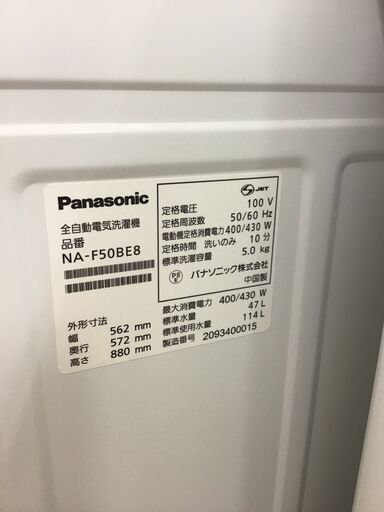 Panasonic
全自動電気洗濯機
品番
NA-F50BE8
外形寸法
幅 562 mm
奥行 572 mm
高さ 880 mm
JET
定格電圧 100 V
定格周波数 50/60 Hz
電動機定格消費電力 400/430 W
定格時間 洗いのみ 10 分
標準洗濯容量 5.0 kg
PS
E
パナソニック株式会社
中国製
最大消費電力 400/430 W
標準水量 47 L
標準使用水量 114 L
製造番号 2093400015